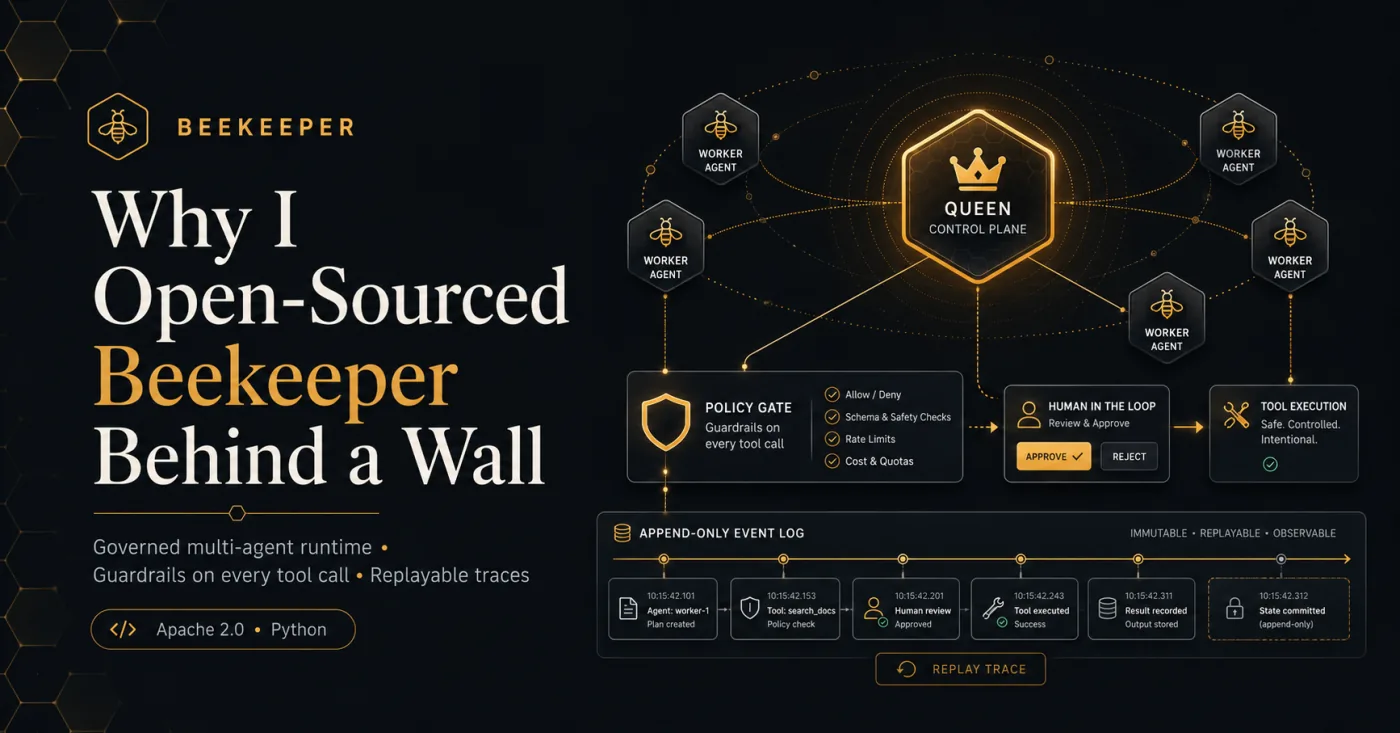 BEEKEEPER
Why I
Open-Sourced
Beekeeper
Behind a Wall
Governed multi-agent runtime •
Guardrails on every tool call • Replayable traces
</> Apache 2.0 • Python
WORKER
AGENT
WORKER
AGENT
QUEEN
CONTROL PLANE
WORKER
AGENT
WORKER
AGENT
WORKER
AGENT
POLICY GATE
Guardrails on
every tool call
Allow / Deny
Schema & Safety Checks
Rate Limits
Cost & Quotas
HUMAN IN THE LOOP
Review & Approve
APPROVE
REJECT
TOOL EXECUTION
Safe. Controlled.
Intentional.
APPEND-ONLY EVENT LOG
IMMUTABLE • REPLAYABLE • OBSERVABLE
10:15:42.101
Agent: worker-1
Plan created
10:15:42.153
Tool: search_docs
Policy check
10:15:42.201
Human review
Approved
10:15:42.243
Tool executed
Success
10:15:42.311
Result recorded
Output stored
10:15:42.312
State committed
(append-only)
REPLAY TRACE